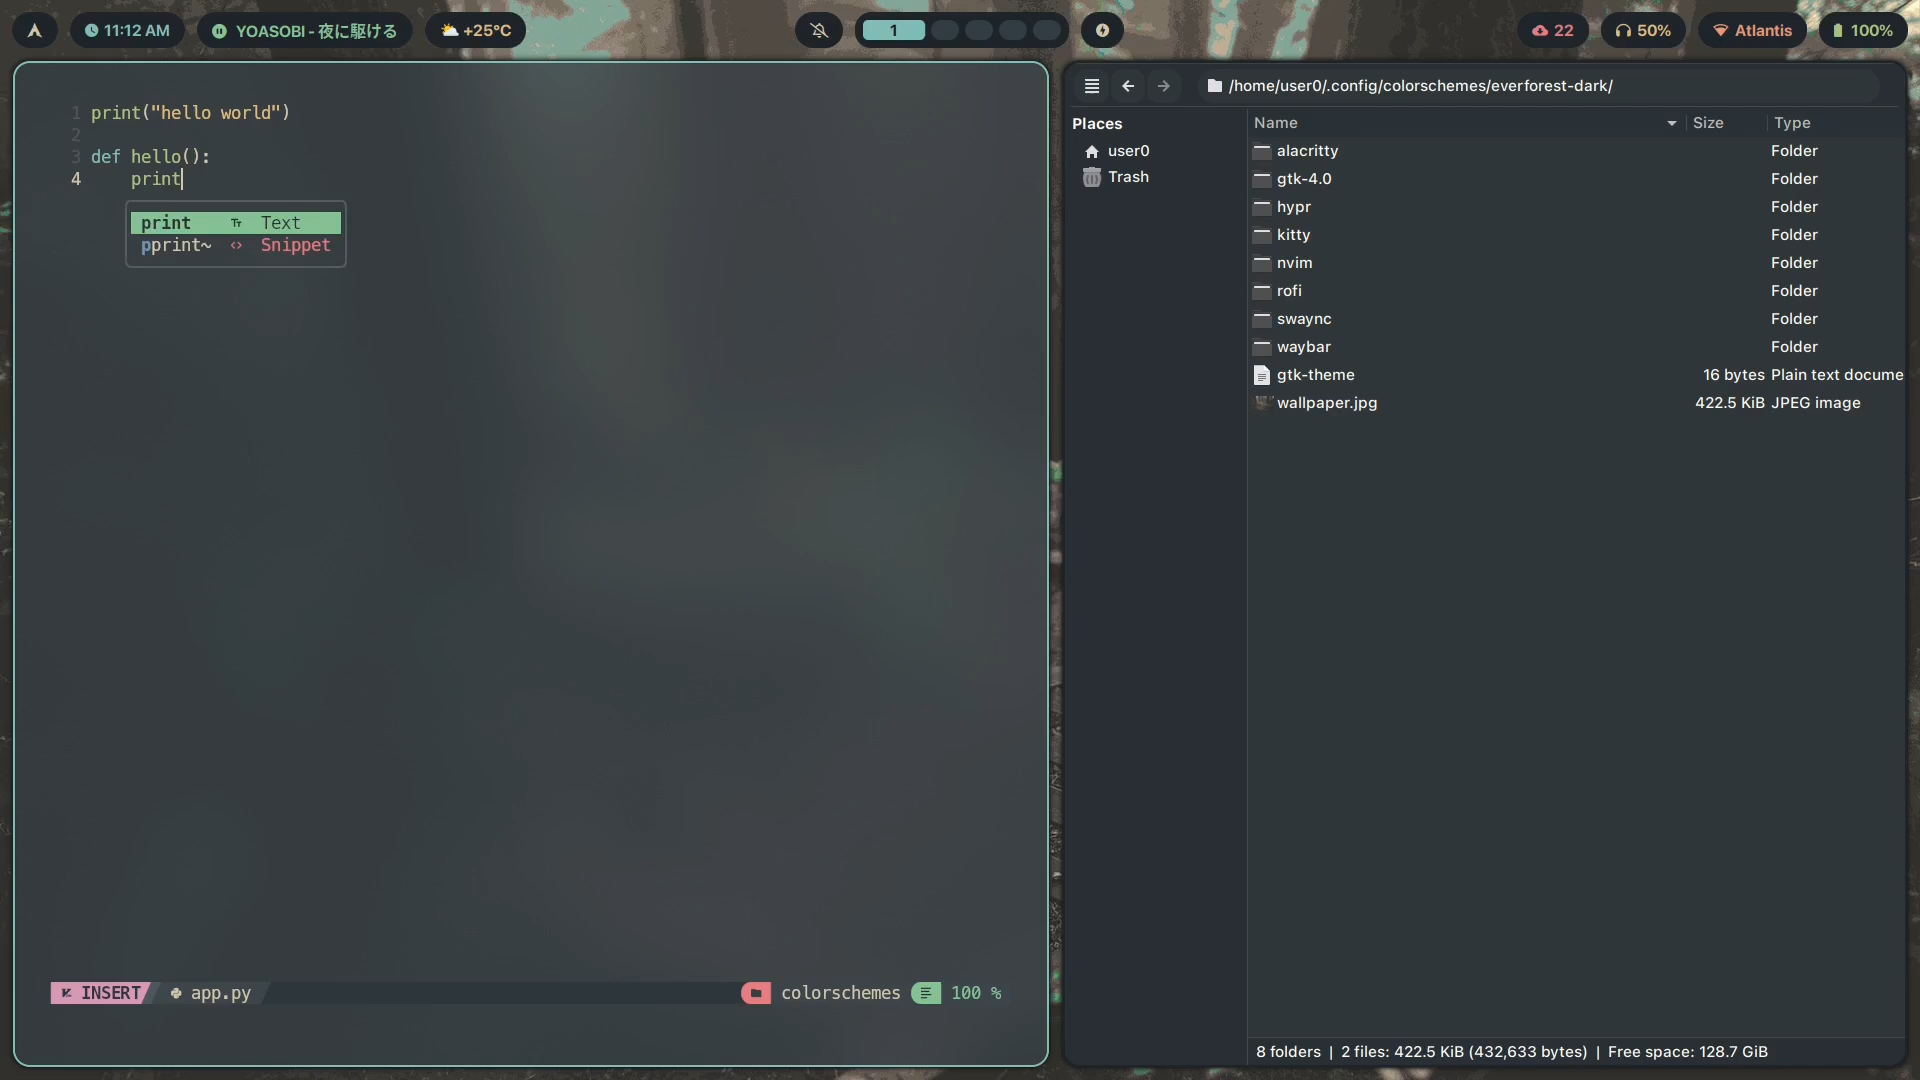 11:12 AM
YOASOBI - 夜に駆ける
+25°C
1
22
50%
Atlantis
100%
1 print("hello world")
2
3 def hello():
4 print
print Text
pprint~ Snippet
INSERT app.py colorschemes 100 %
/home/user0/.config/colorschemes/everforest-dark/
Places
user0
Trash
Name Size Type
alacritty Folder
gtk-4.0 Folder
hypr Folder
kitty Folder
nvim Folder
rofi Folder
swaync Folder
waybar Folder
gtk-theme 16 bytes Plain text docume
wallpaper.jpg 422.5 KiB JPEG image
8 folders | 2 files: 422.5 KiB (432,633 bytes) | Free space: 128.7 GiB